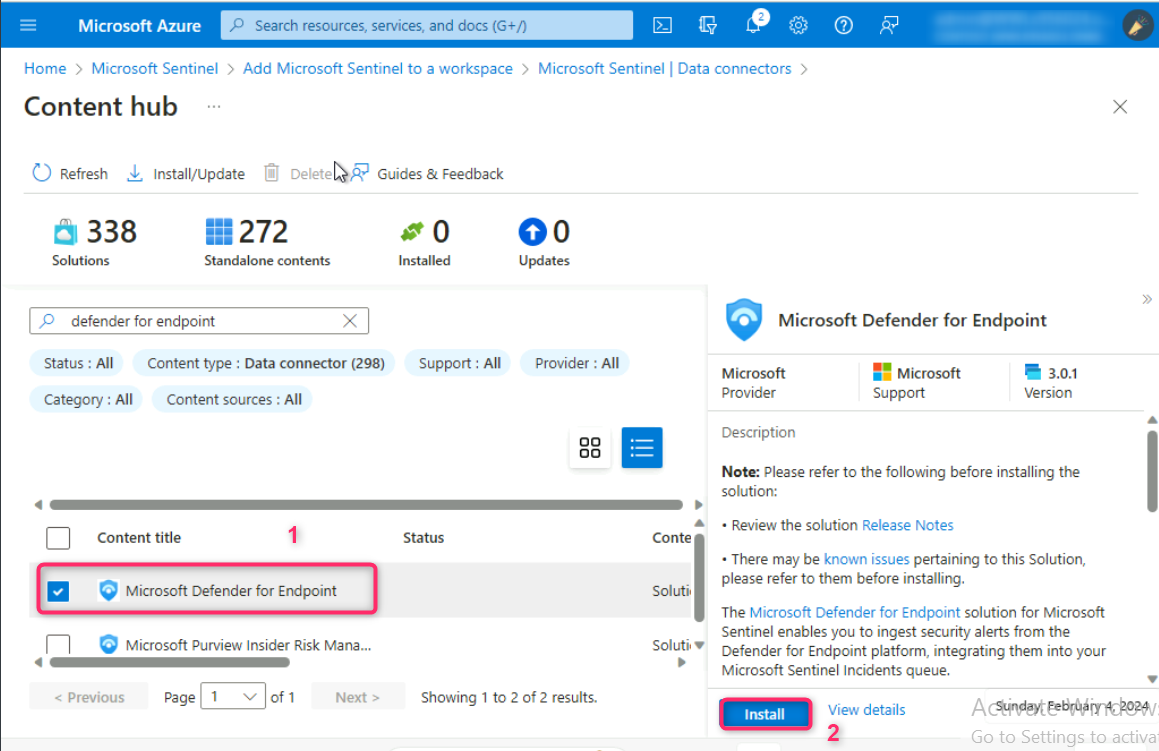 Microsoft Azure
Search resources, services, and docs (G+/)
2
Home > Microsoft Sentinel > Add Microsoft Sentinel to a workspace > Microsoft Sentinel | Data connectors >
Content hub ...
Refresh Install/Update Delete Guides & Feedback
338 272 0 0
Solutions Standalone contents Installed Updates
defender for endpoint
Status : All Content type : Data connector (298) Support : All Provider : All
Category : All Content sources : All
1
Content title Status Conte
Microsoft Defender for Endpoint Soluti
Microsoft Purview Insider Risk Mana... Soluti
< Previous Page 1 of 1 Next > Showing 1 to 2 of 2 results.
Microsoft Defender for Endpoint
Microsoft Microsoft 3.0.1
Provider Support Version
Description
Note: Please refer to the following before installing the
solution:
• Review the solution Release Notes
• There may be known issues pertaining to this Solution,
please refer to them before installing.
The Microsoft Defender for Endpoint solution for Microsoft
Sentinel enables you to ingest security alerts from the
Defender for Endpoint platform, integrating them into your
Microsoft Sentinel Incidents queue.
Install View details
2
Sunday, February 4, 2024
Activate Windows
Go to Settings to activa